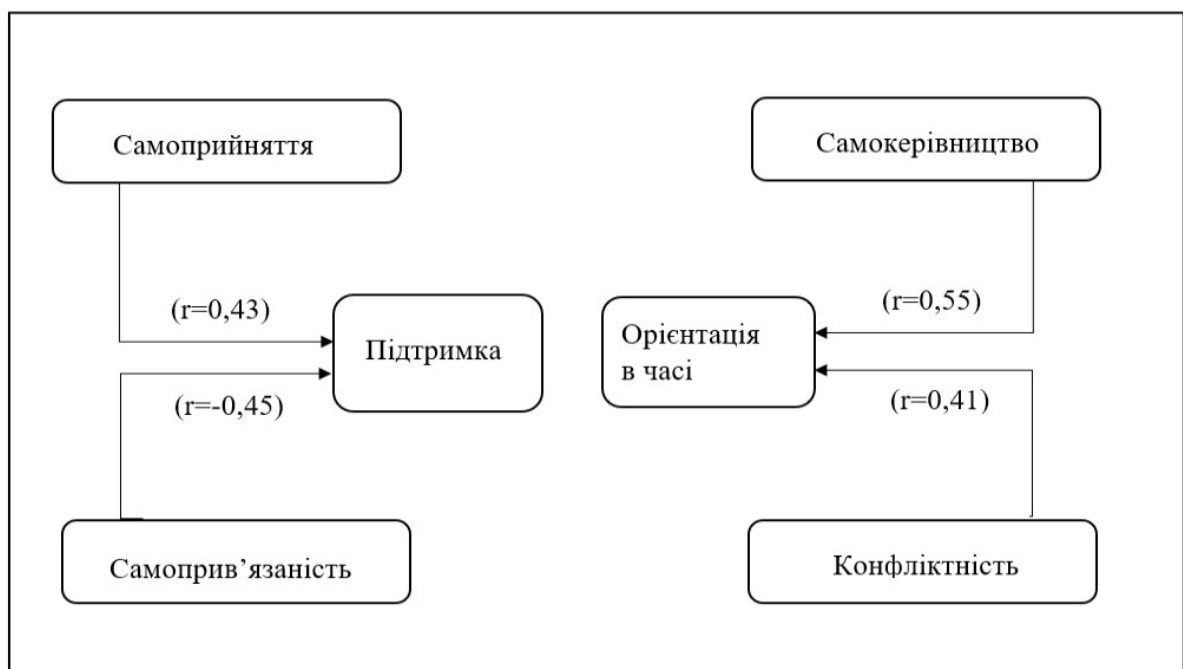 Самоприйняття
Самокерівництво
(r=0,43)
(r=0,55)
Підтримка
Орієнтація
в часі
(r=-0,45)
(r=0,41)
Самоприв’язаність
Конфліктність